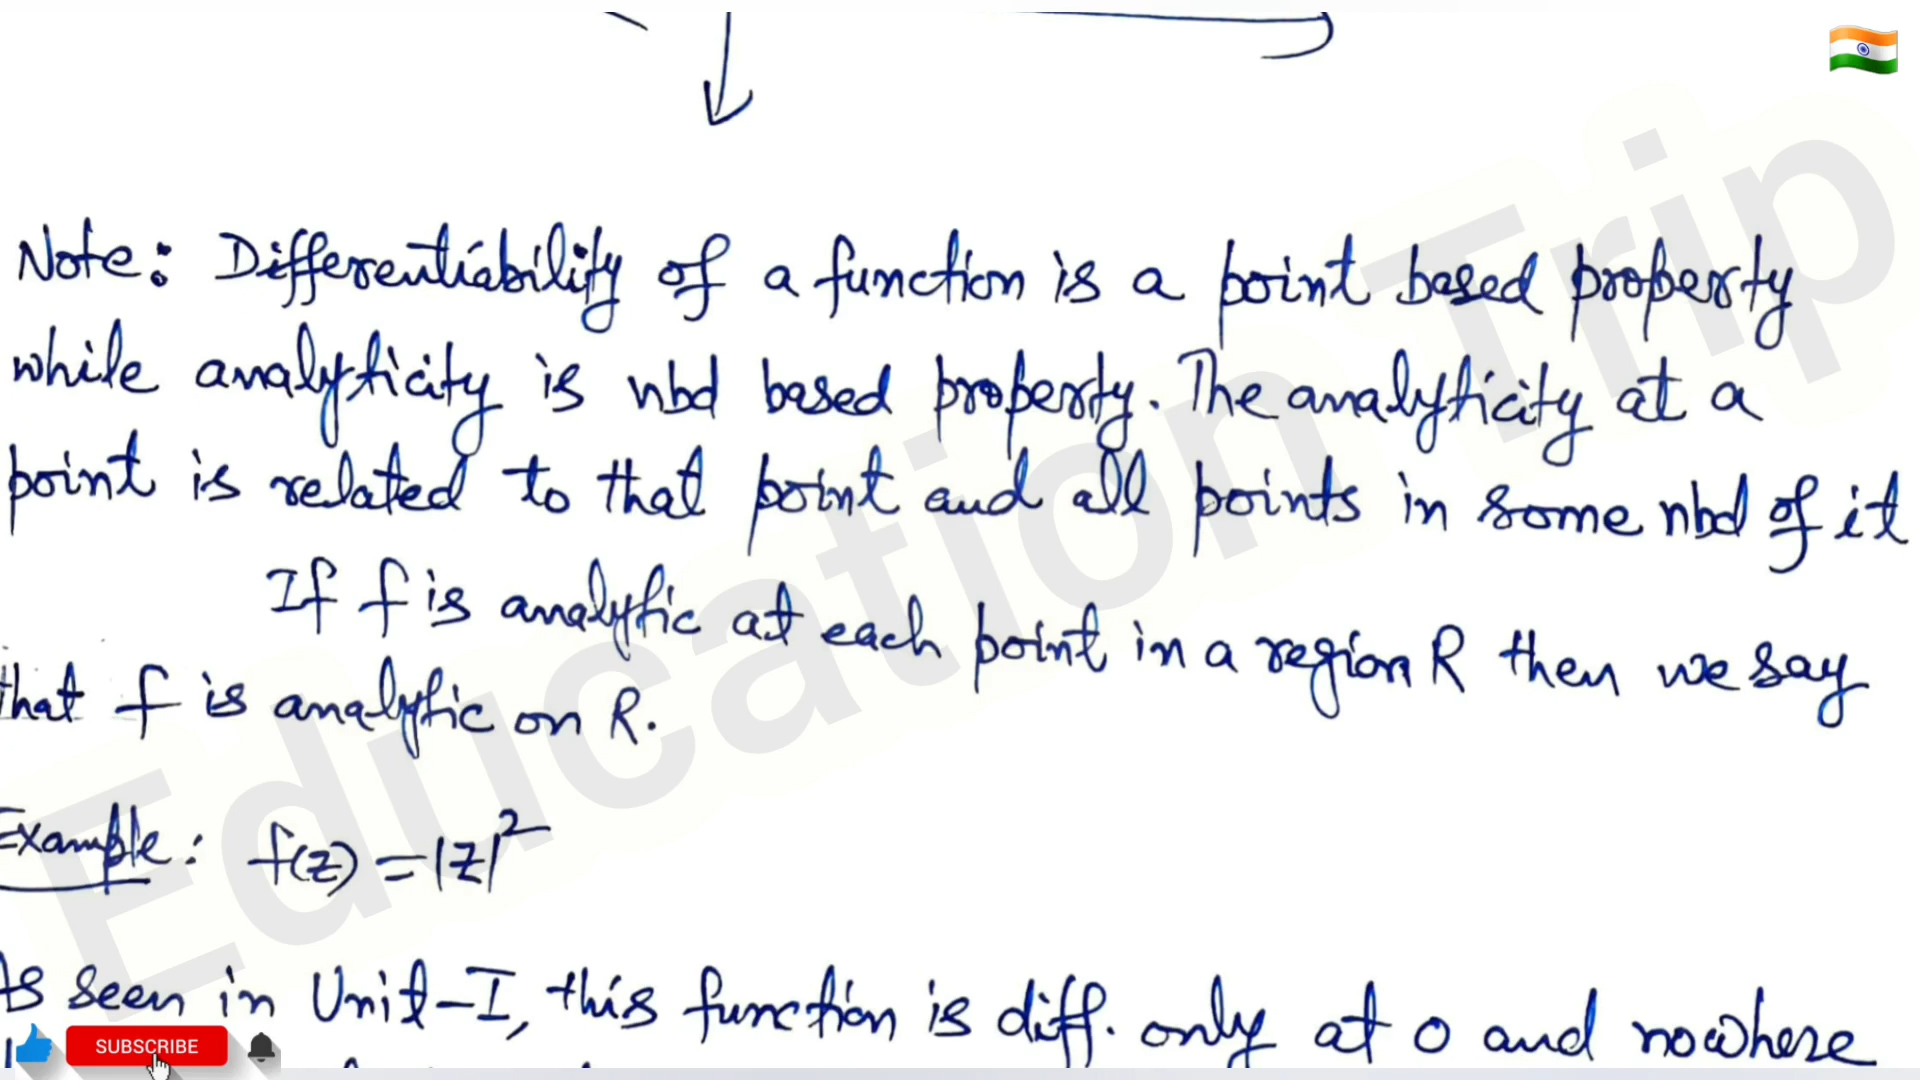 Note: Differentiability of a function is a point based property
while analyticity is nbd based property. The analyticity at a
point is related to that point and all points in some nbd of it
If f is analytic at each point in a region R then we say
that f is analytic on R.
Example: f(z) = |z|²
As seen in Unit-I, this function is diff. only at 0 and nowhere
SUBSCRIBE
Education Trip